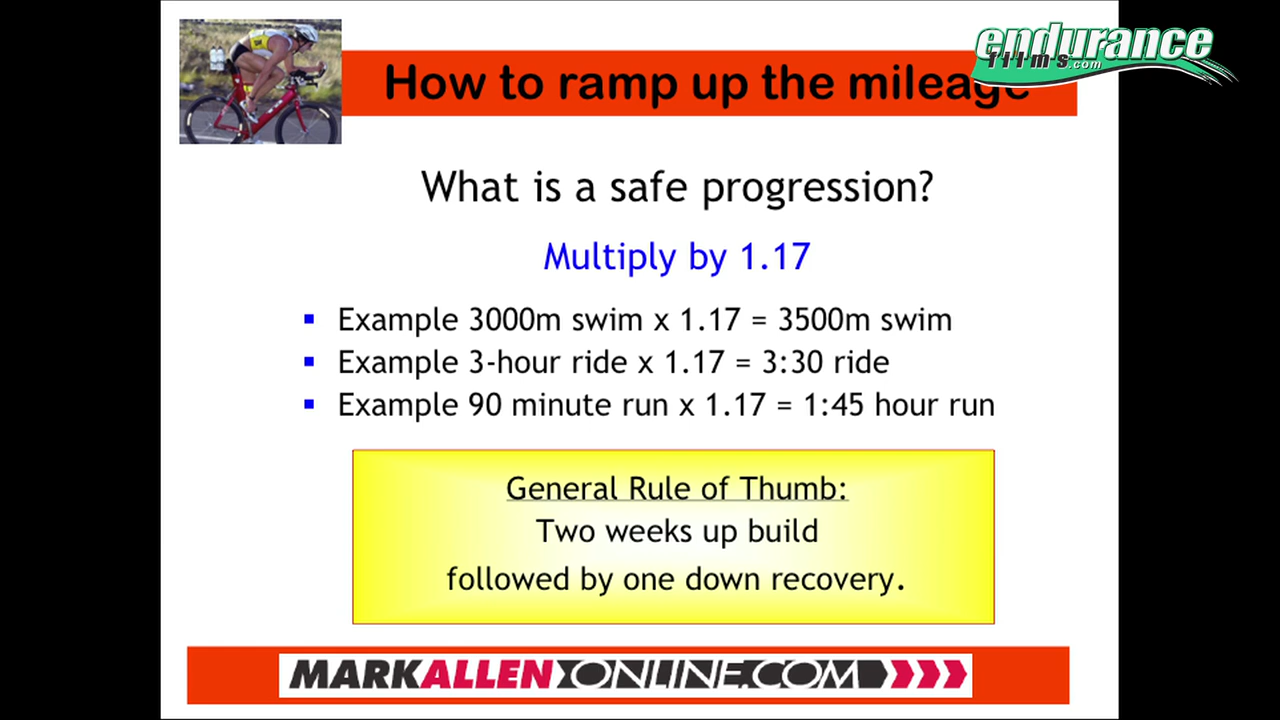 endurance
films.com
How to ramp up the mileage
What is a safe progression?
Multiply by 1.17
▪ Example 3000m swim x 1.17 = 3500m swim
▪ Example 3-hour ride x 1.17 = 3:30 ride
▪ Example 90 minute run x 1.17 = 1:45 hour run
General Rule of Thumb:
Two weeks up build
followed by one down recovery.
MARKALLENONLINE.COM